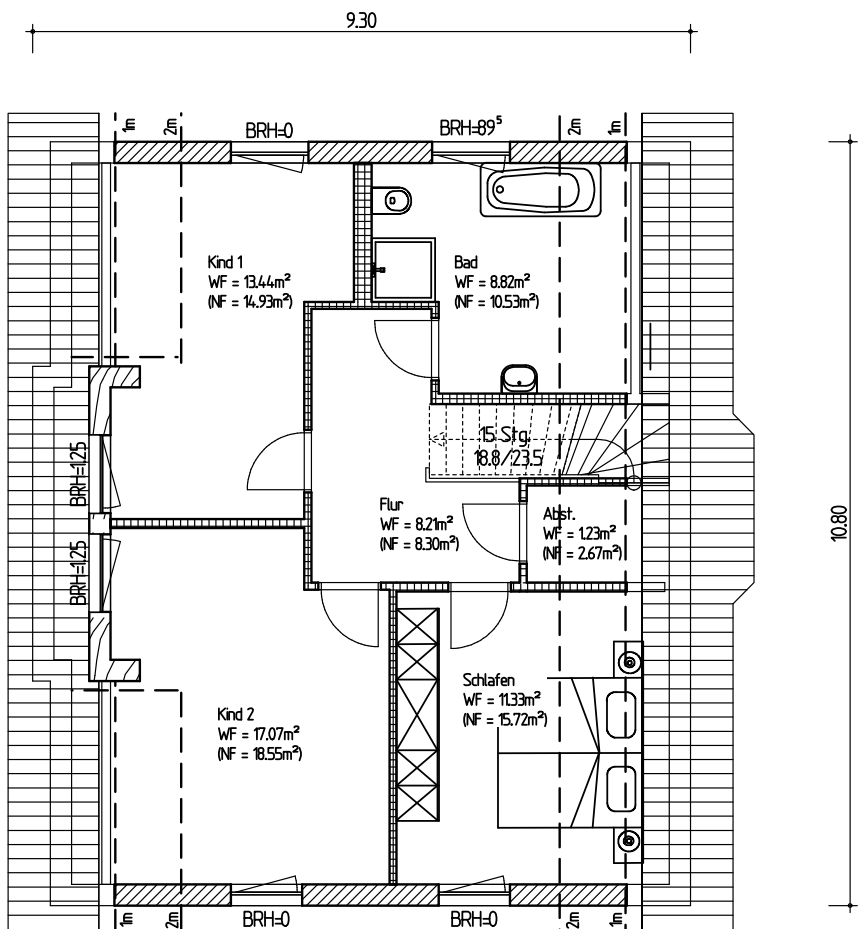 9.30
1m
2m
BRH=0
BRH=89⁵
2m
1m
Kind 1
WF = 13.44m²
(NF = 14.93m²)
Bad
WF = 8.82m²
(NF = 10.53m²)
BRH=1.25
15 Stg.
18.8/23.5
Flur
WF = 8.21m²
(NF = 8.30m²)
Abst.
WF = 1.23m²
(NF = 2.67m²)
10.80
BRH=1.25
Schlafen
WF = 11.33m²
(NF = 15.72m²)
Kind 2
WF = 17.07m²
(NF = 18.55m²)
1m
2m
BRH=0
BRH=0
2m
1m